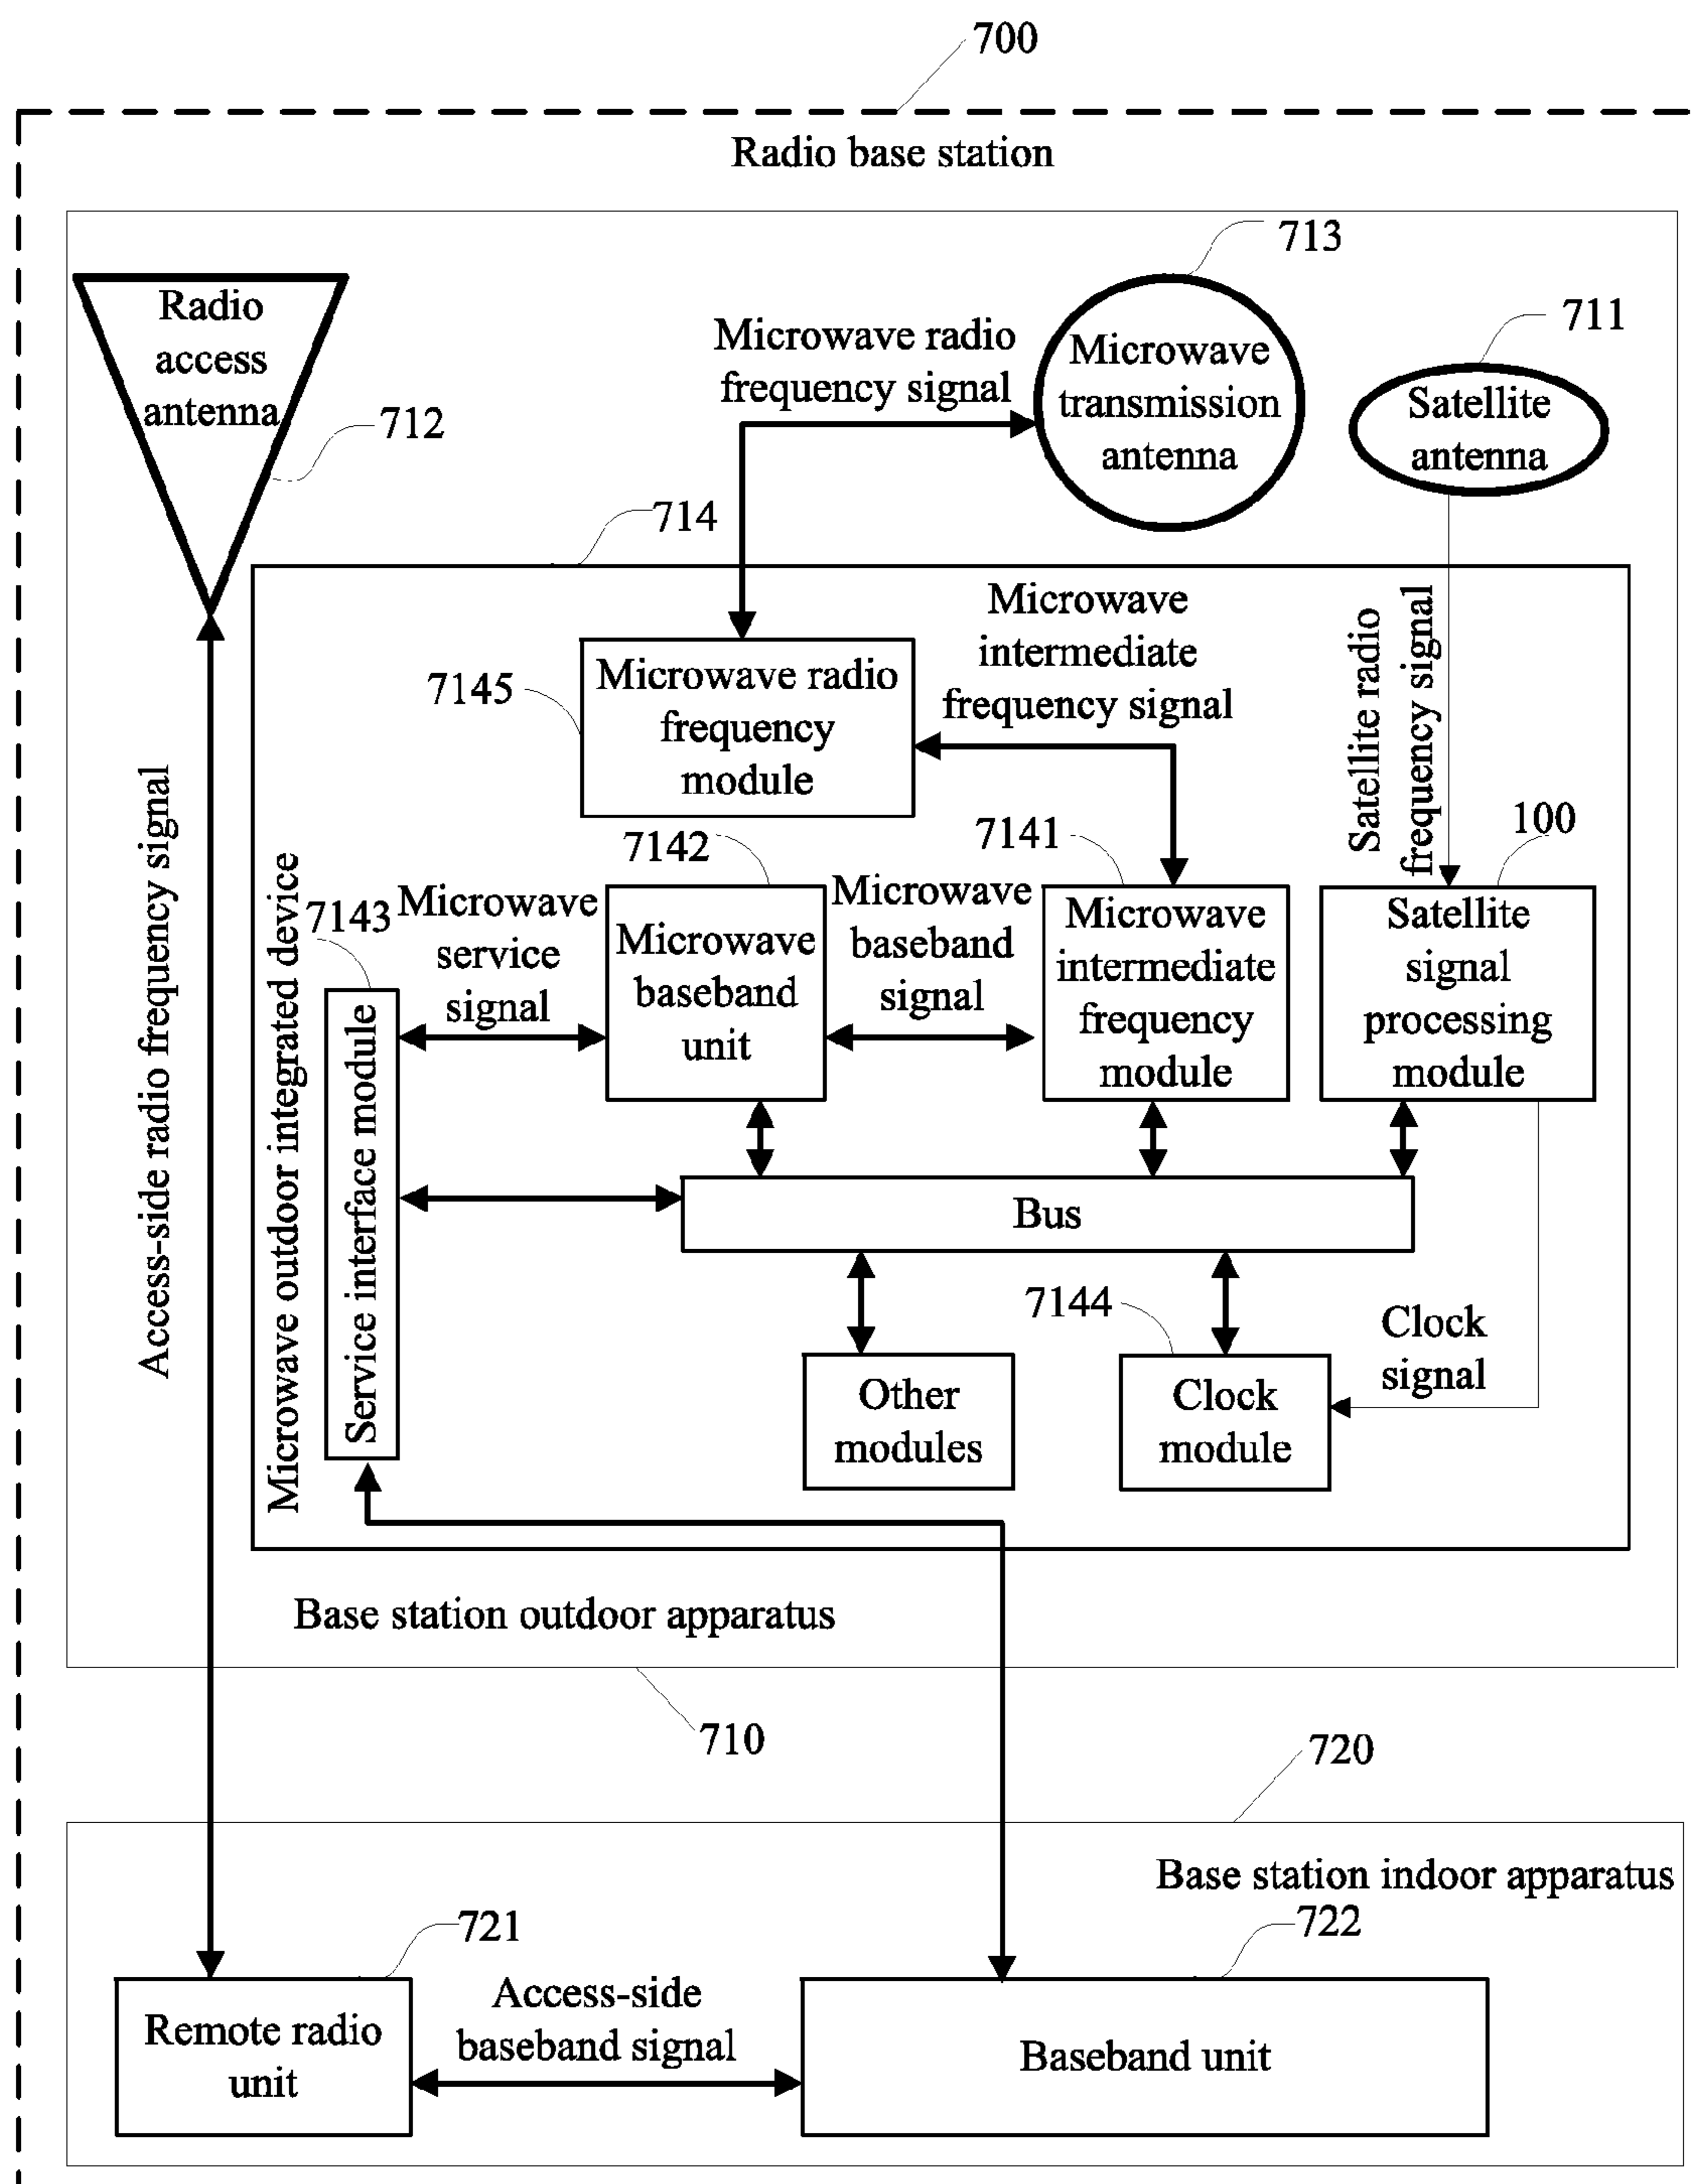 700
Radio base station
713
711
Radio
access
antenna
712
Microwave radio
frequency signal
Microwave
transmission
antenna
Satellite
antenna
714
Microwave
intermediate
frequency signal
Satellite radio
frequency signal
7145
Microwave radio
frequency
module
Access-side radio frequency signal
Microwave outdoor integrated device
7143
Microwave
service
signal
7142
Microwave
baseband
unit
Microwave
baseband
signal
7141
Microwave
intermediate
frequency
module
100
Satellite
signal
processing
module
Service interface module
Bus
7144
Clock
signal
Other
modules
Clock
module
Base station outdoor apparatus
710
720
Base station indoor apparatus
721
722
Remote radio
unit
Access-side
baseband signal
Baseband unit